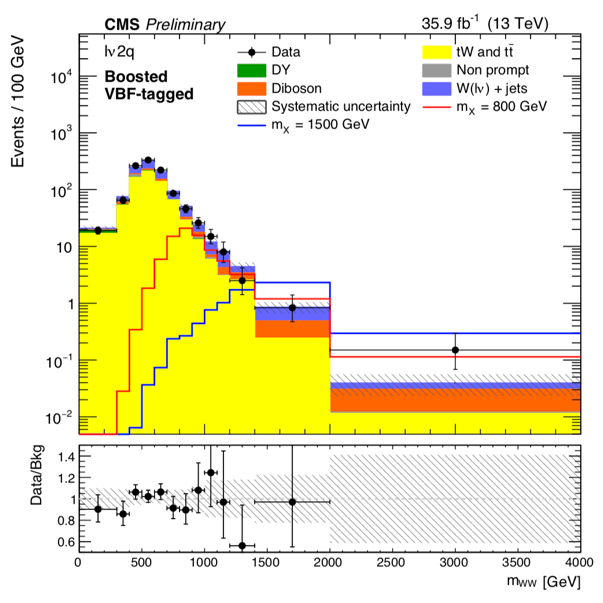 CMS Preliminary 35.9 fb⁻¹ (13 TeV)
lν2q
Boosted
VBF-tagged
Data
tW and tt̄
DY
Non prompt
Diboson
W(lν) + jets
Systematic uncertainty
m_X = 800 GeV
m_X = 1500 GeV
Events / 100 GeV
10⁴
10³
10²
10
1
10⁻¹
10⁻²
Data/Bkg
1.4
1.2
1
0.8
0.6
0 500 1000 1500 2000 2500 3000 3500 4000
m_WW [GeV]